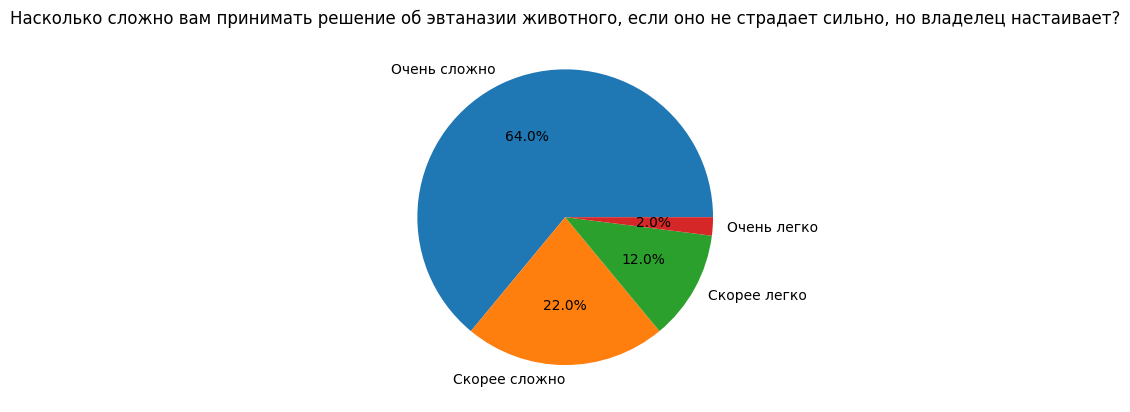 Насколько сложно вам принимать решение об эвтаназии животного, если оно не страдает сильно, но владелец настаивает?
Очень сложно
64.0%
2.0%
Очень легко
12.0%
Скорее легко
22.0%
Скорее сложно